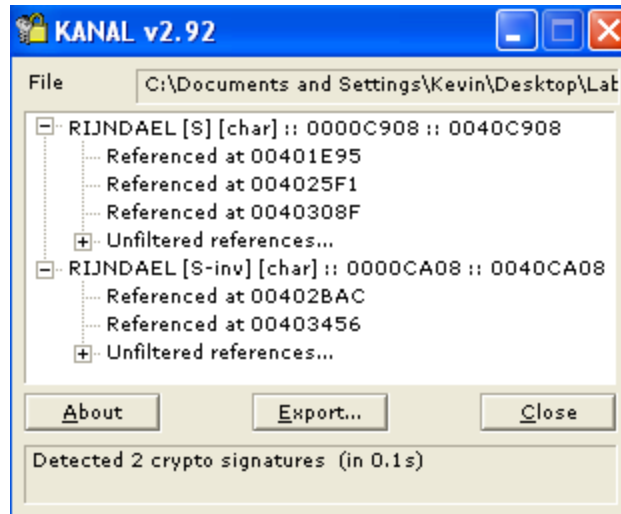 KANAL v2.92
File C:\Documents and Settings\Kevin\Desktop\Lab
RIJNDAEL [S] [char] :: 0000C908 :: 0040C908
Referenced at 00401E95
Referenced at 004025F1
Referenced at 0040308F
Unfiltered references...
RIJNDAEL [S-inv] [char] :: 0000CA08 :: 0040CA08
Referenced at 00402BAC
Referenced at 00403456
Unfiltered references...
About Export... Close
Detected 2 crypto signatures (in 0.1s)